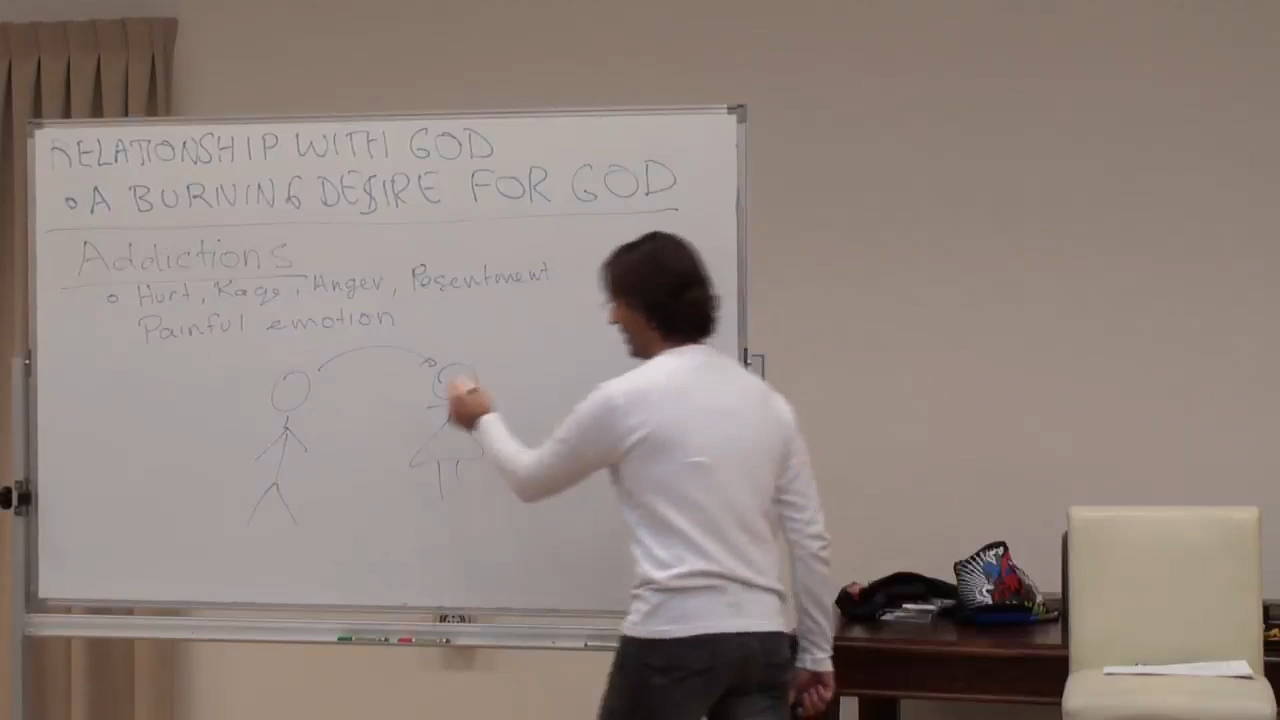 RELATIONSHIP WITH GOD
• A BURNING DESIRE FOR GOD
Addictions
• Hurt, Rage, Anger, Resentment
Painful emotion